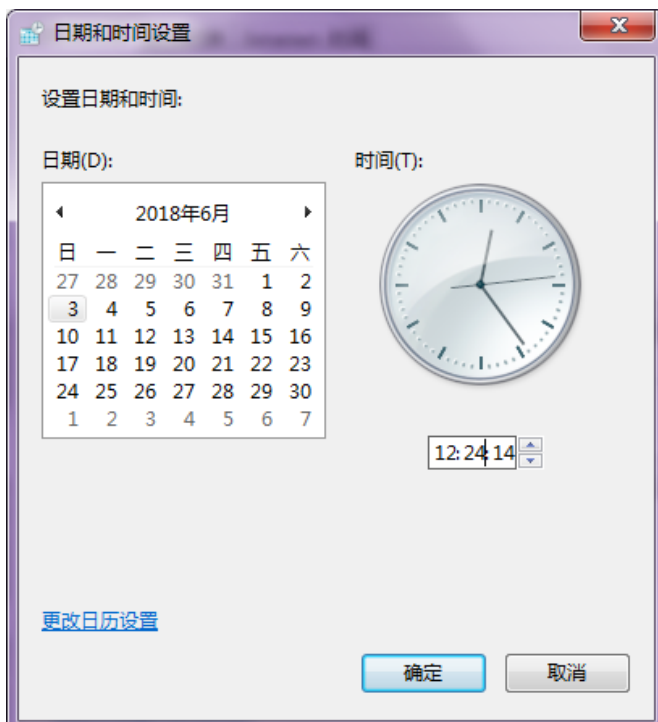 日期和时间设置
设置日期和时间:
日期(D):
时间(T):
2018年6月
日 一 二 三 四 五 六
27 28 29 30 31 1 2
3 4 5 6 7 8 9
10 11 12 13 14 15 16
17 18 19 20 21 22 23
24 25 26 27 28 29 30
1 2 3 4 5 6 7
12:24:14
更改日历设置
确定
取消